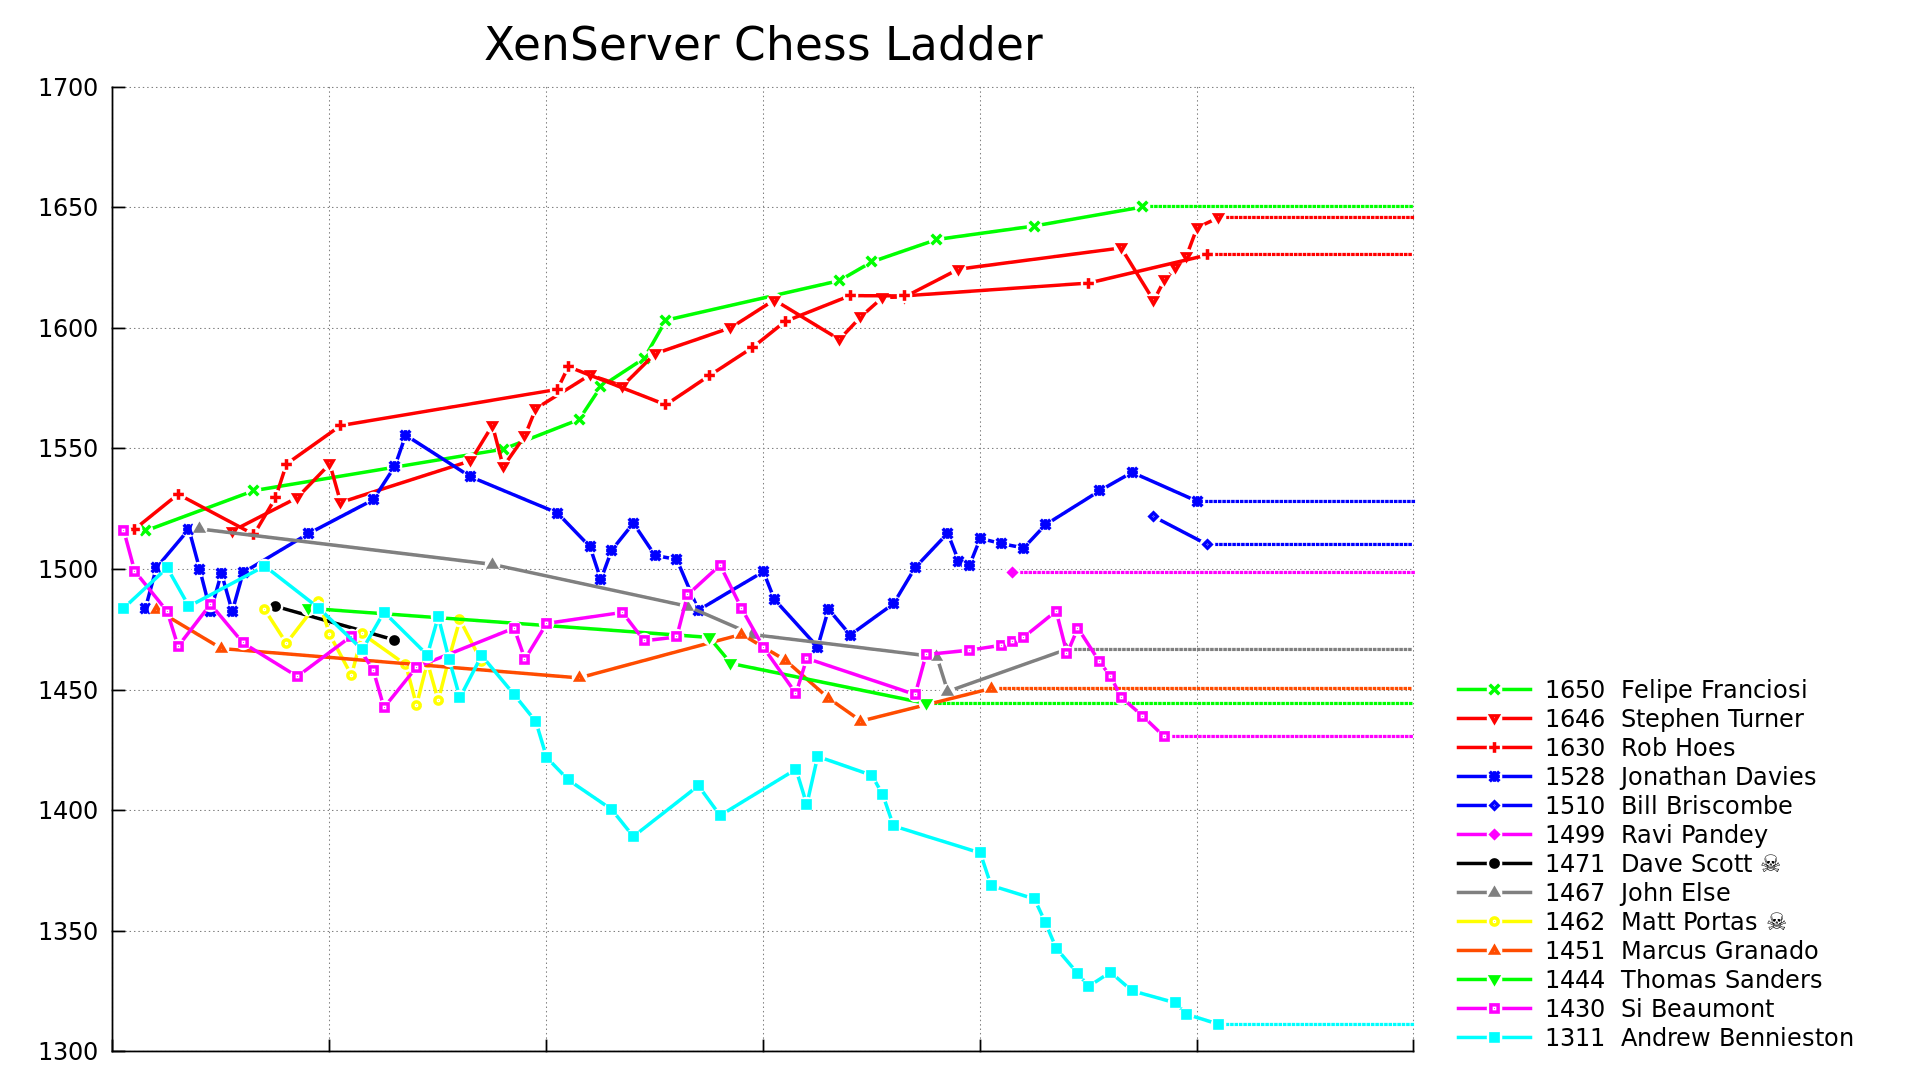 XenServer Chess Ladder
1700
1650
1600
1550
1500
1450
1400
1350
1300
1650 Felipe Franciosi
1646 Stephen Turner
1630 Rob Hoes
1528 Jonathan Davies
1510 Bill Briscombe
1499 Ravi Pandey
1471 Dave Scott ☠
1467 John Else
1462 Matt Portas ☠
1451 Marcus Granado
1444 Thomas Sanders
1430 Si Beaumont
1311 Andrew Bennieston